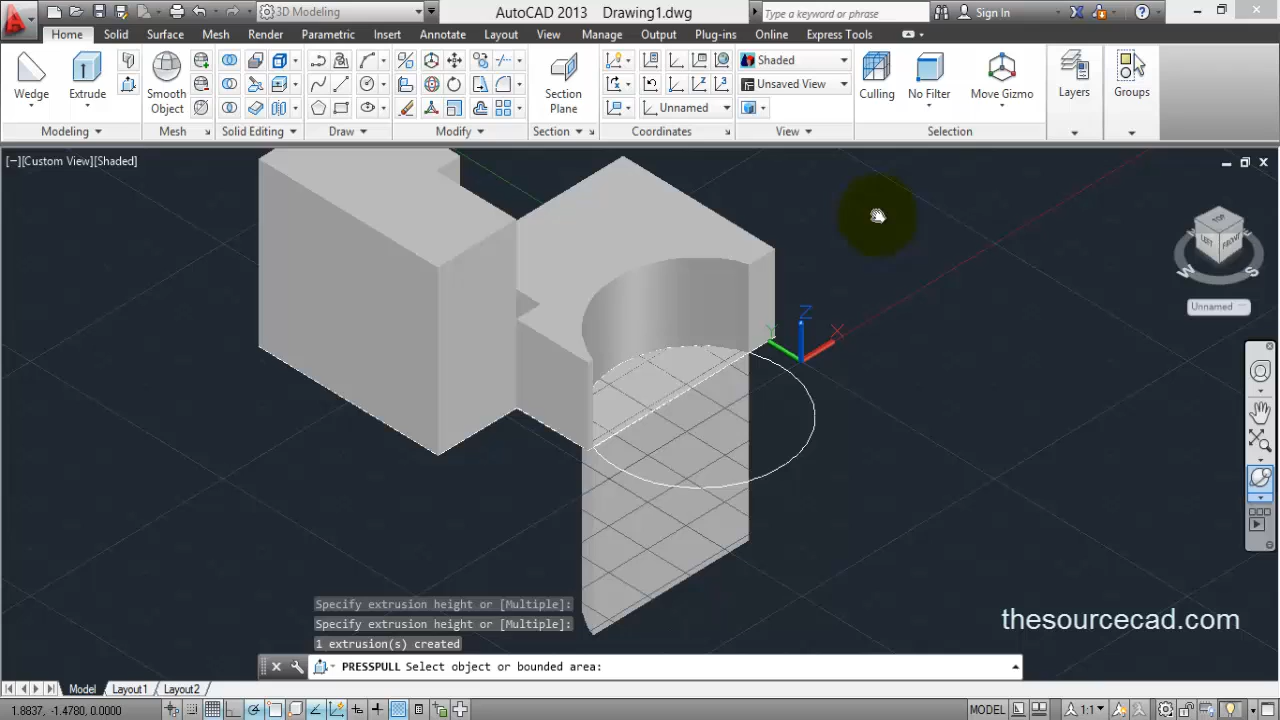 3D Modeling
AutoCAD 2013 Drawing1.dwg
Type a keyword or phrase
Sign In
Home Solid Surface Mesh Render Parametric Insert Annotate Layout View Manage Output Plug-ins Online Express Tools
Shaded
Unsaved View
Unnamed
Wedge Extrude Smooth Object Section Plane Culling No Filter Move Gizmo Layers Groups
Modeling Mesh Solid Editing Draw Modify Section Coordinates View Selection
[−][Custom View][Shaded]
TOP
LEFT FRONT
W S
Unnamed
Z
Y X
Specify extrusion height or [Multiple]:
Specify extrusion height or [Multiple]:
1 extrusion(s) created
thesourcecad.com
PRESSPULL Select object or bounded area:
Model Layout1 Layout2
1.8837, -1.4780, 0.0000
MODEL
1:1